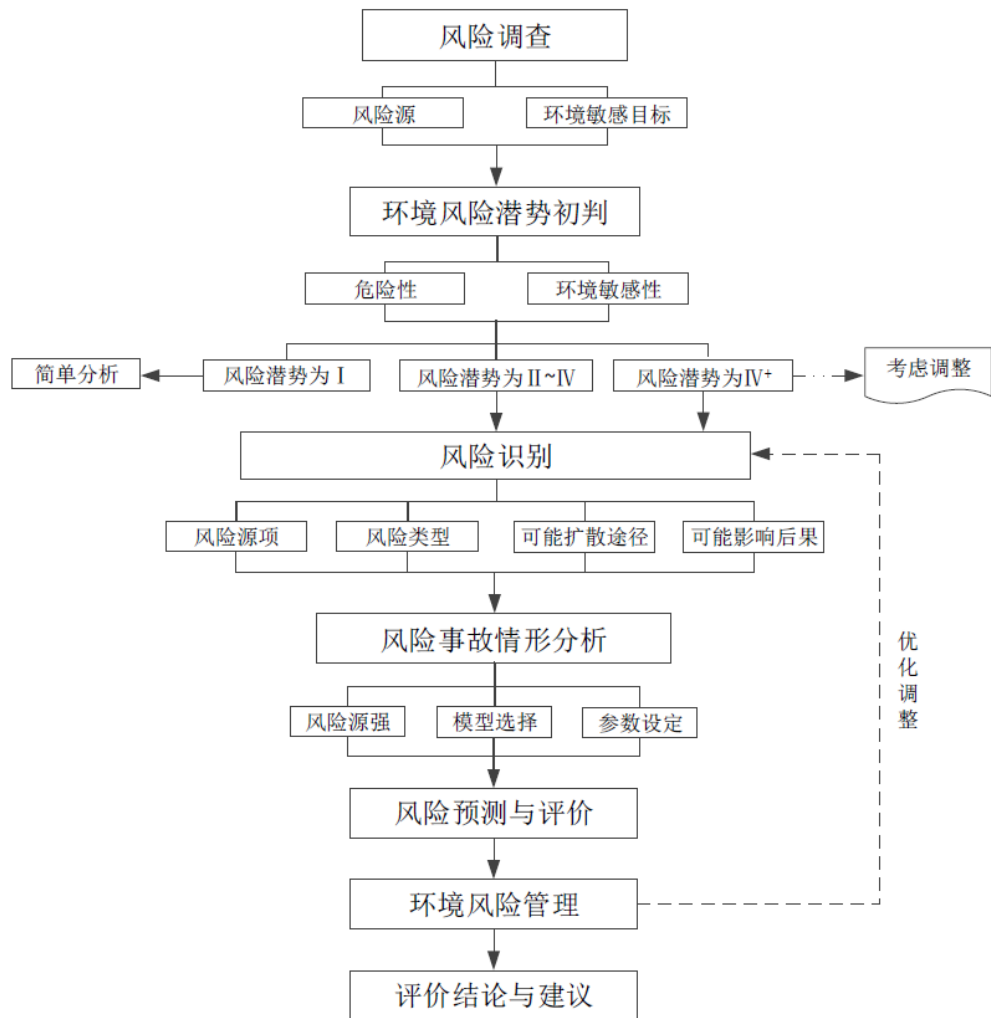 风险调查
风险源
环境敏感目标
环境风险潜势初判
危险性
环境敏感性
简单分析
风险潜势为Ⅰ
风险潜势为Ⅱ~Ⅳ
风险潜势为Ⅳ+
考虑调整
风险识别
风险源项
风险类型
可能扩散途径
可能影响后果
风险事故情形分析
优化调整
风险源强
模型选择
参数设定
风险预测与评价
环境风险管理
评价结论与建议